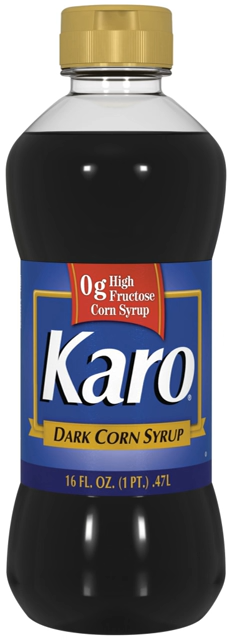 0g High
Fructose
Corn Syrup
Karo®
DARK CORN SYRUP
16 FL. OZ. (1 PT.) .47L